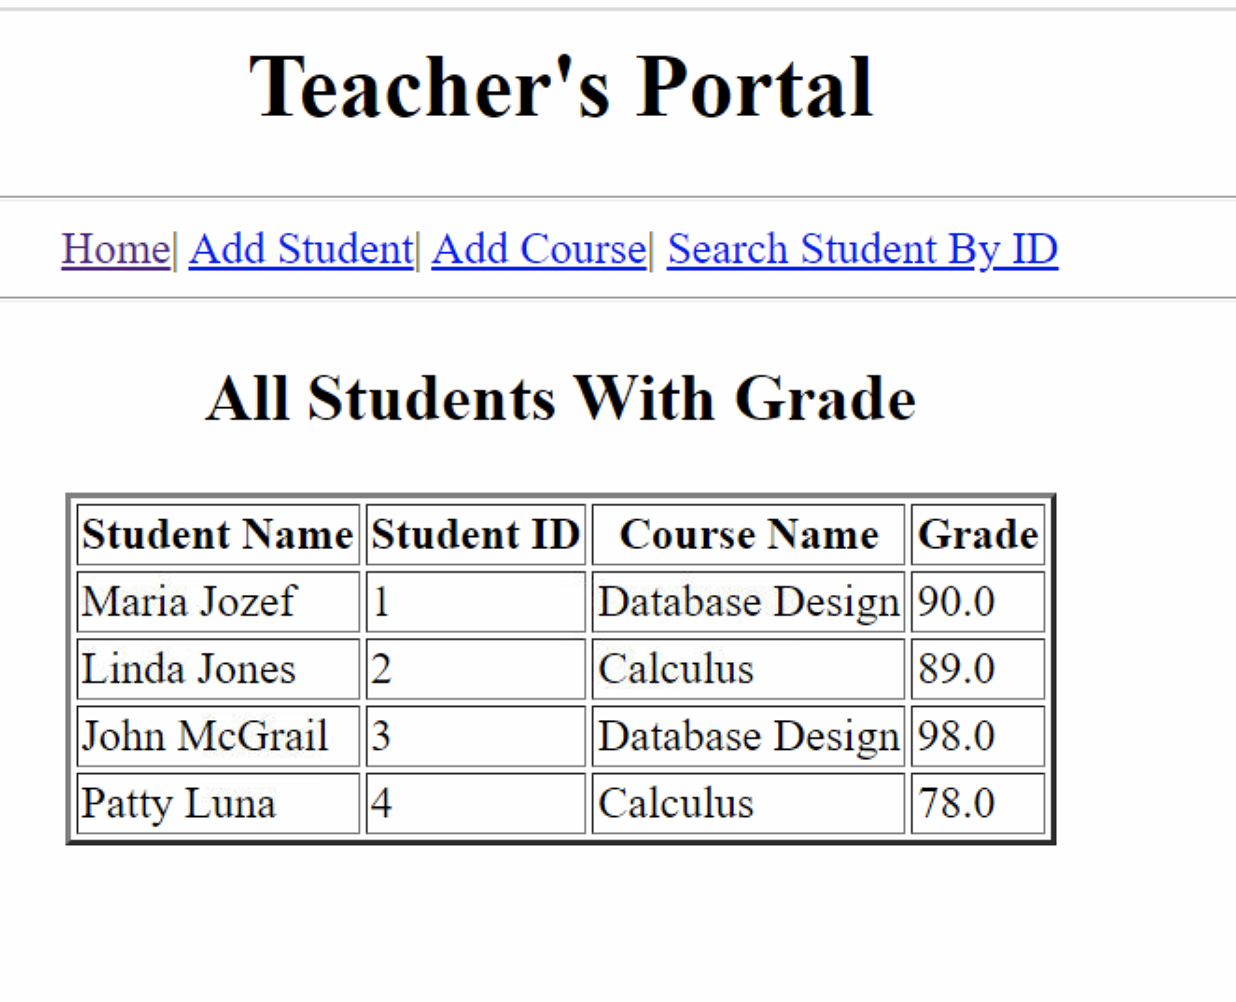 Teacher's Portal
Home| Add Student| Add Course| Search Student By ID
All Students With Grade
Student Name Student ID Course Name Grade
Maria Jozef 1 Database Design 90.0
Linda Jones 2 Calculus 89.0
John McGrail 3 Database Design 98.0
Patty Luna 4 Calculus 78.0